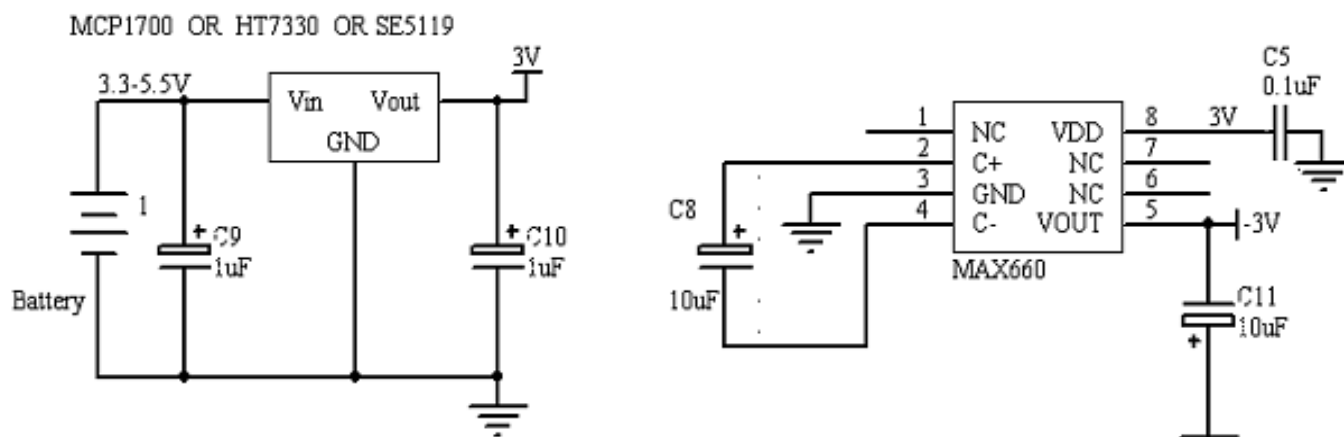 MCP1700 OR HT7330 OR SE5119
3.3-5.5V
Vin Vout
GND
3V
1
+ C9
1uF
+ C10
1uF
Battery
C5
0.1uF
1 NC VDD 8 3V
2 C+ NC 7
3 GND NC 6
4 C- VOUT 5
-3V
MAX660
C8
+
10uF
C11
10uF
+